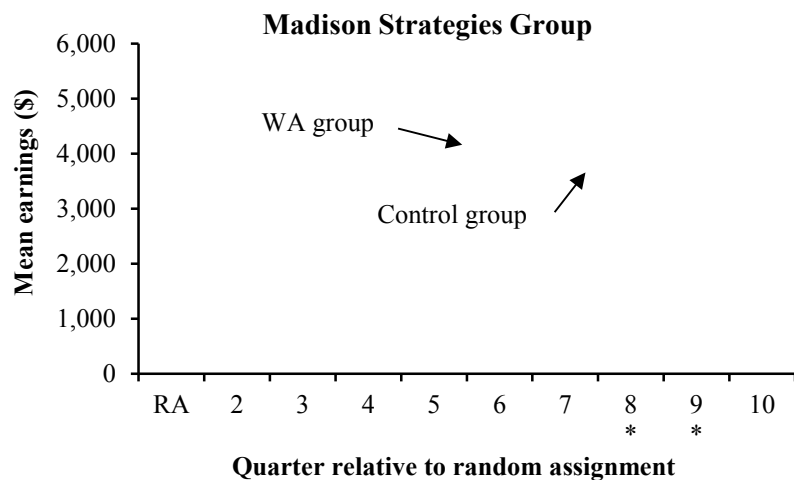 Madison Strategies Group
6,000
5,000
4,000
3,000
2,000
1,000
0
Mean earnings ($)
WA group
Control group
RA 2 3 4 5 6 7 8 9 10
* *
Quarter relative to random assignment